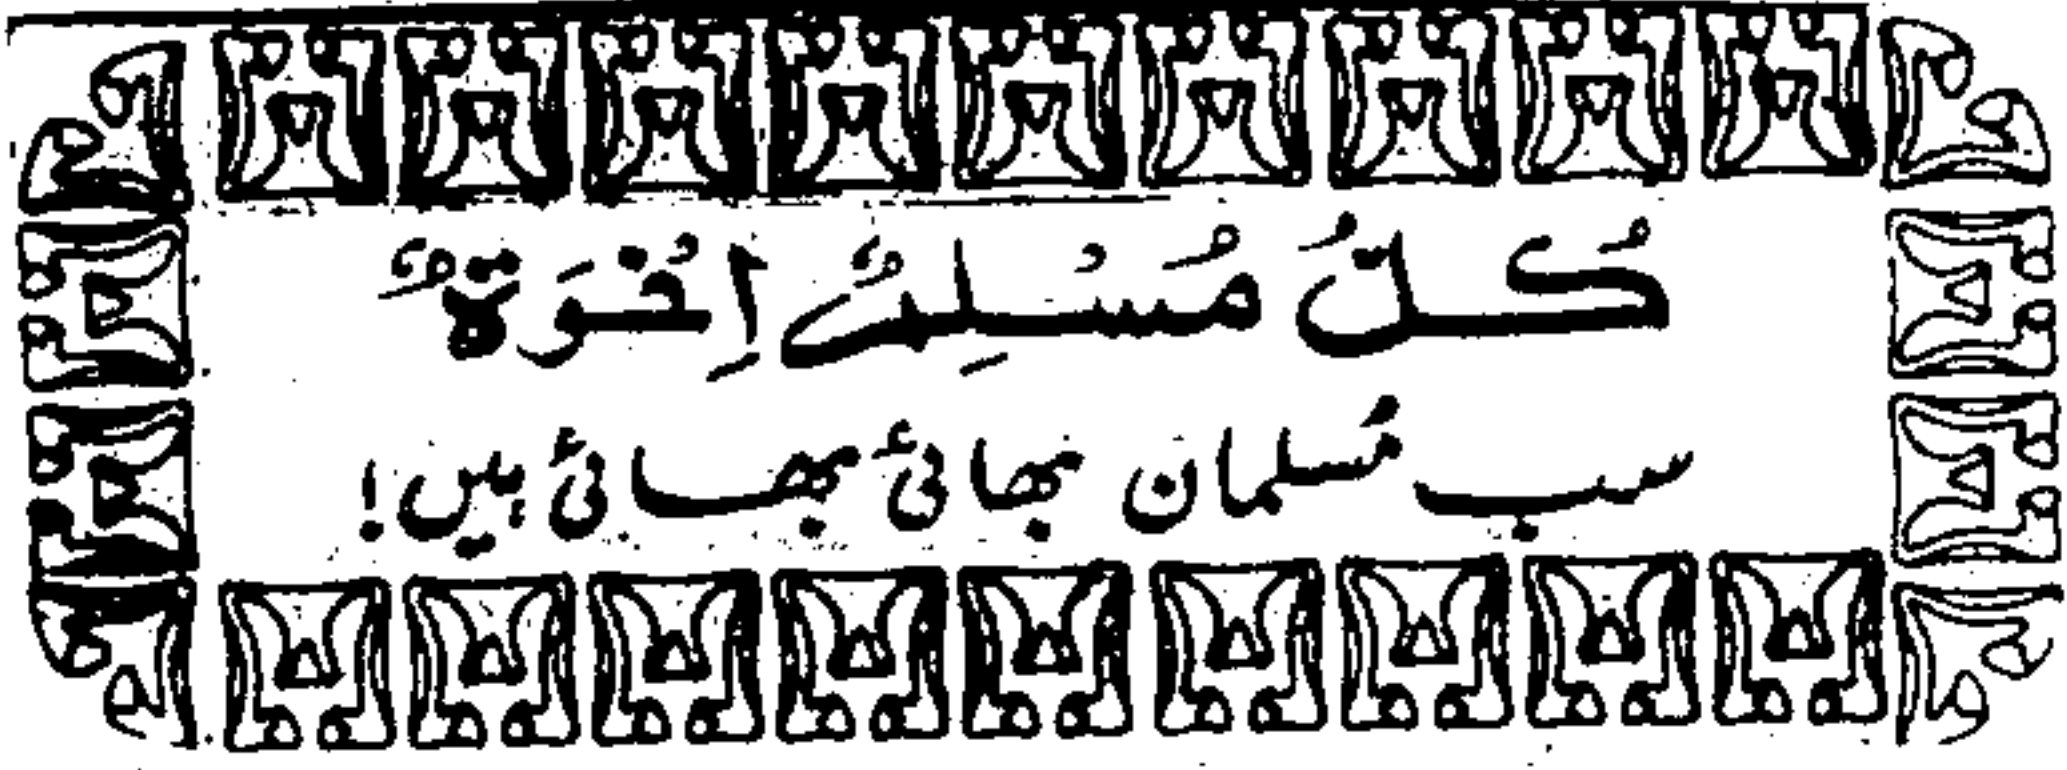 كُلُّ مُسْلِمٌ اِخْوَةٌ
سب مُسلمان بھائی بھائی ہیں!